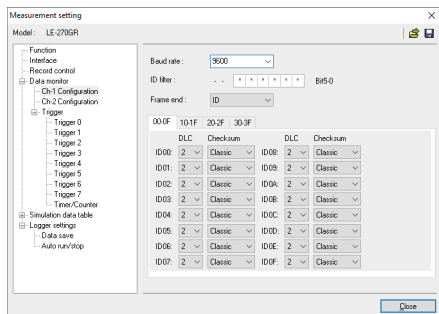 Measurement setting
Model : LE-270GR
Function
Interface
Record control
Data monitor
Ch-1 Configuration
Ch-2 Configuration
Trigger
Trigger 0
Trigger 1
Trigger 2
Trigger 3
Trigger 4
Trigger 5
Trigger 6
Trigger 7
Timer/Counter
Simulation data table
Logger settings
Data save
Auto run/stop
Baud rate : 9600
ID filter : - - * * * * * * Bit5-0
Frame end : ID
00-0F 10-1F 20-2F 30-3F
DLC Checksum DLC Checksum
ID00: 2 Classic ID08: 2 Classic
ID01: 2 Classic ID09: 2 Classic
ID02: 2 Classic ID0A: 2 Classic
ID03: 2 Classic ID0B: 2 Classic
ID04: 2 Classic ID0C: 2 Classic
ID05: 2 Classic ID0D: 2 Classic
ID06: 2 Classic ID0E: 2 Classic
ID07: 2 Classic ID0F: 2 Classic
Close